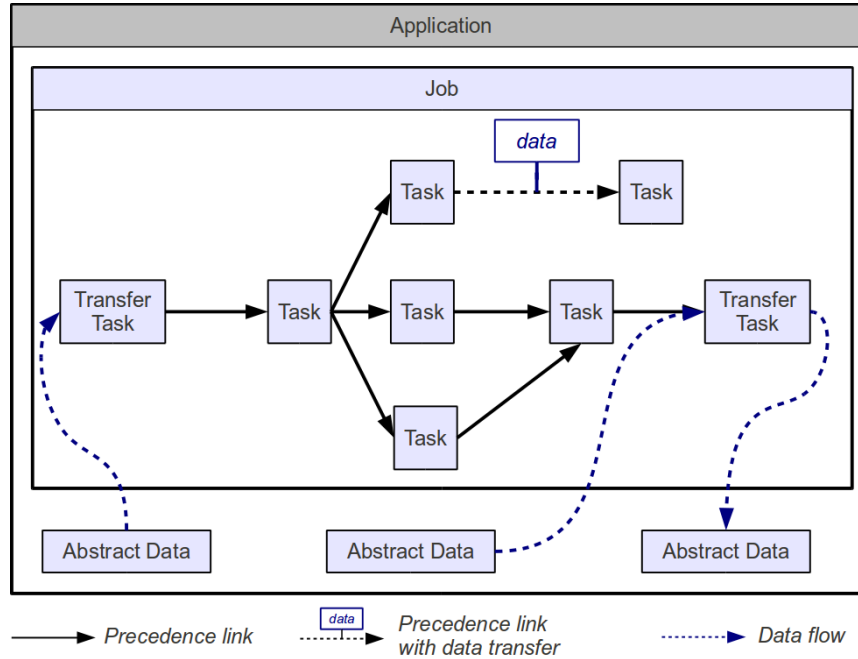 Application
Job
data
Task
Task
Transfer
Task
Task
Task
Task
Transfer
Task
Task
Abstract Data
Abstract Data
Abstract Data
Precedence link
data
Precedence link
with data transfer
Data flow